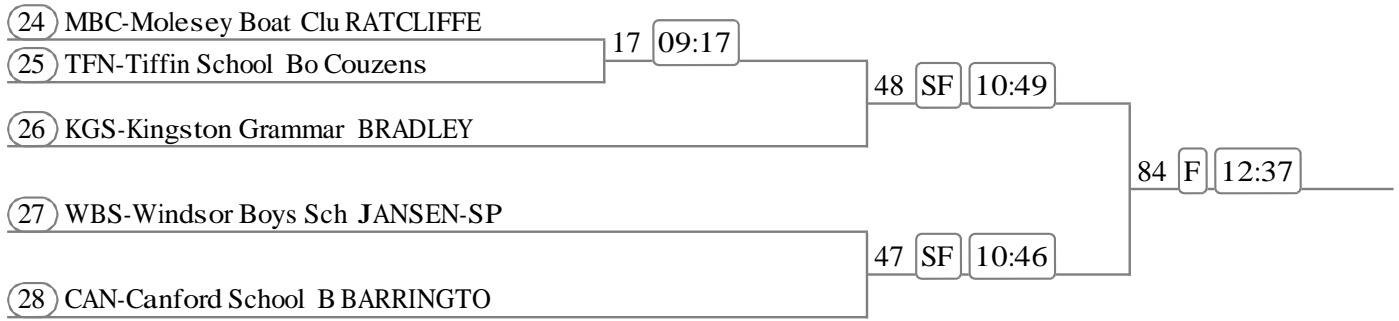 24 MBC-Molesey Boat Clu RATCLIFFE
17 09:17
25 TFN-Tiffin School Bo Couzens
48 SF 10:49
26 KGS-Kingston Grammar BRADLEY
84 F 12:37
27 WBS-Windsor Boys Sch JANSEN-SP
47 SF 10:46
28 CAN-Canford School B BARRINGTO